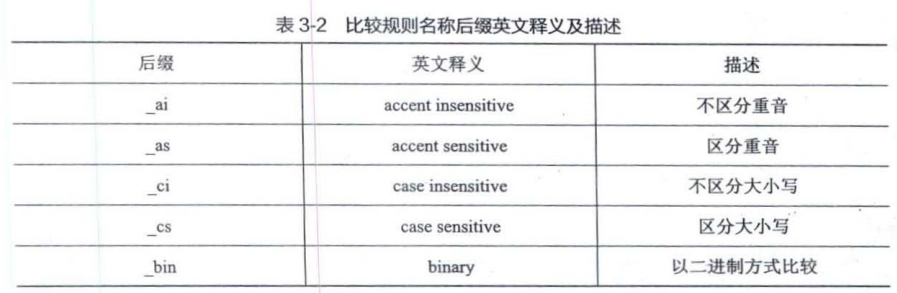 表 3-2 比较规则名称后缀英文释义及描述
后缀 英文释义 描述
_ai accent insensitive 不区分重音
_as accent sensitive 区分重音
_ci case insensitive 不区分大小写
_cs case sensitive 区分大小写
_bin binary 以二进制方式比较